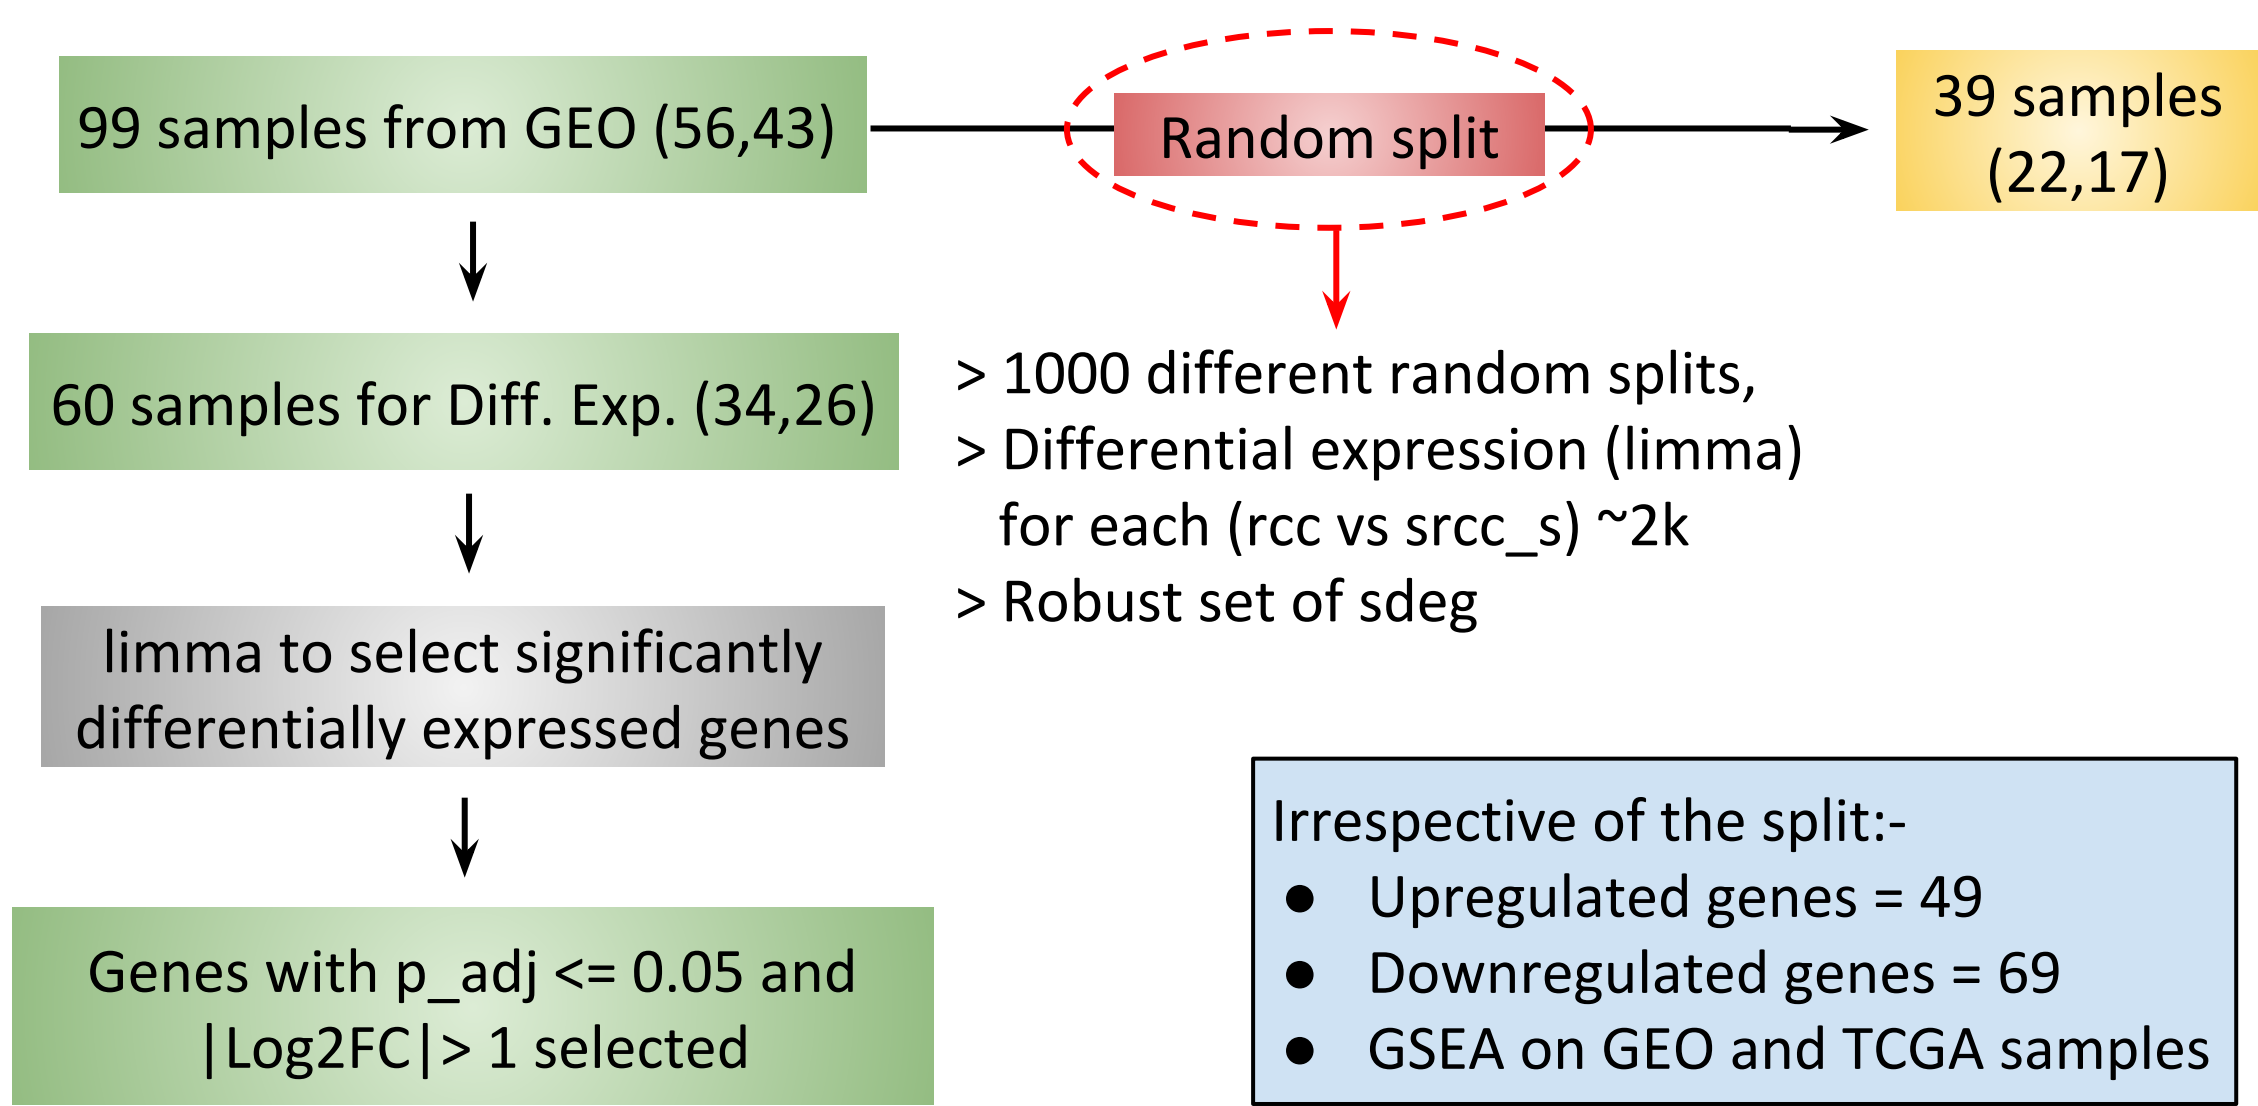 99 samples from GEO (56,43)
Random split
39 samples
(22,17)
60 samples for Diff. Exp. (34,26)
> 1000 different random splits,
> Differential expression (limma)
for each (rcc vs srcc_s) ~2k
> Robust set of sdeg
limma to select significantly
differentially expressed genes
Genes with p_adj <= 0.05 and
|Log2FC|> 1 selected
Irrespective of the split:-
● Upregulated genes = 49
● Downregulated genes = 69
● GSEA on GEO and TCGA samples